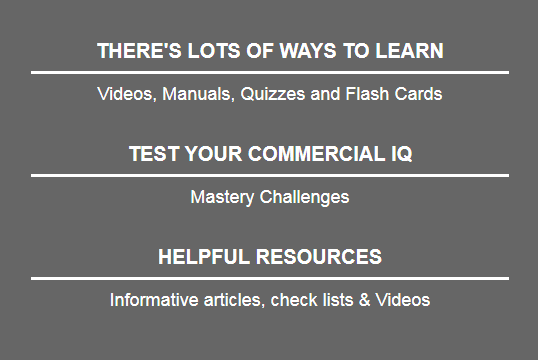 THERE'S LOTS OF WAYS TO LEARN
Videos, Manuals, Quizzes and Flash Cards
TEST YOUR COMMERCIAL IQ
Mastery Challenges
HELPFUL RESOURCES
Informative articles, check lists & Videos